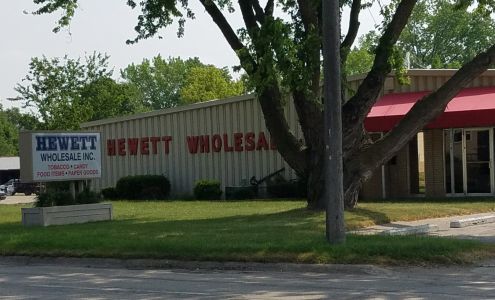 HEWETT
WHOLESALE INC.
TOBACCO • CANDY
FOOD ITEMS • PAPER GOODS
HEWETT WHOLESA